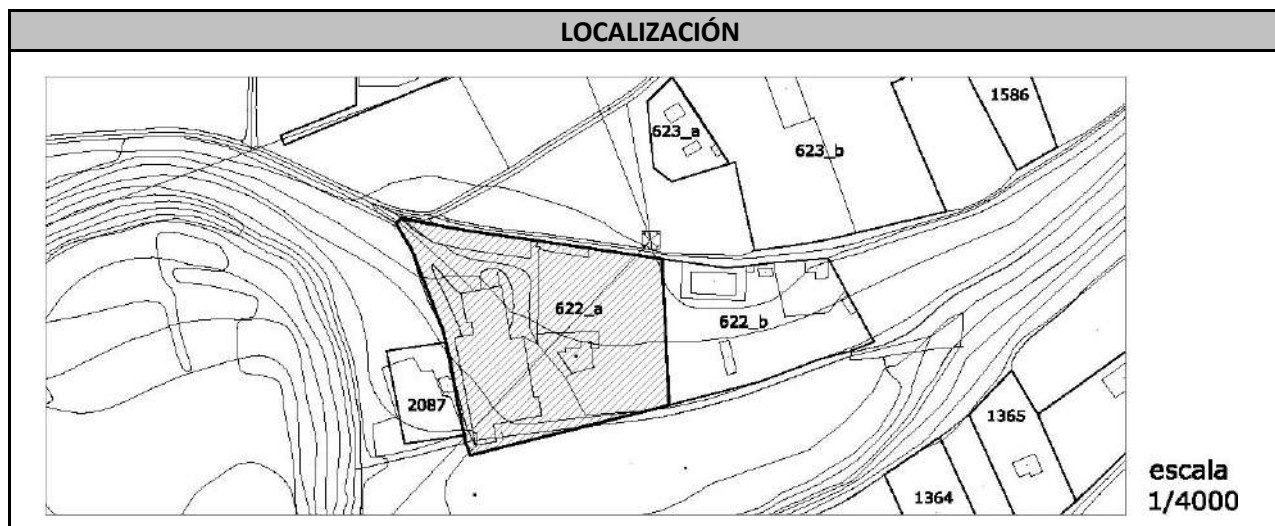 LOCALIZACIÓN
1586
623_a
623_b
622_a
622_b
2087
1365
1364
escala
1/4000